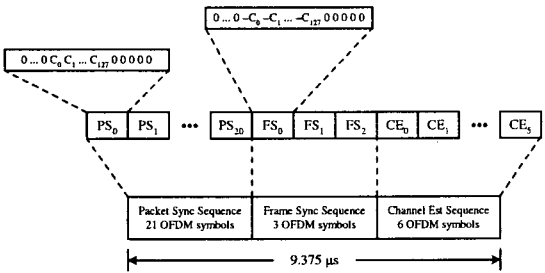 0 ... 0 –C₀ –C₁ ... –C₁₂₇ 0 0 0 0 0
0 ... 0 C₀ C₁ ... C₁₂₇ 0 0 0 0 0
PS₀ PS₁ ••• PS₂₀ FS₀ FS₁ FS₂ CE₀ CE₁ ••• CE₅
Packet Sync Sequence Frame Sync Sequence Channel Est Sequence
21 OFDM symbols 3 OFDM symbols 6 OFDM symbols
9.375 µs